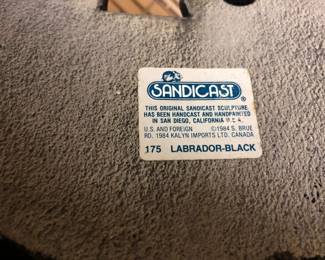 SANDICAST®
THIS ORIGINAL SANDICAST SCULPTURE
HAS BEEN HANDCAST AND HANDPAINTED
IN SAN DIEGO, CALIFORNIA U.S.A.
U.S. AND FOREIGN ©1984 S. BRUE
RD. 1984 KALYN IMPORTS LTD. CANADA
175 LABRADOR-BLACK